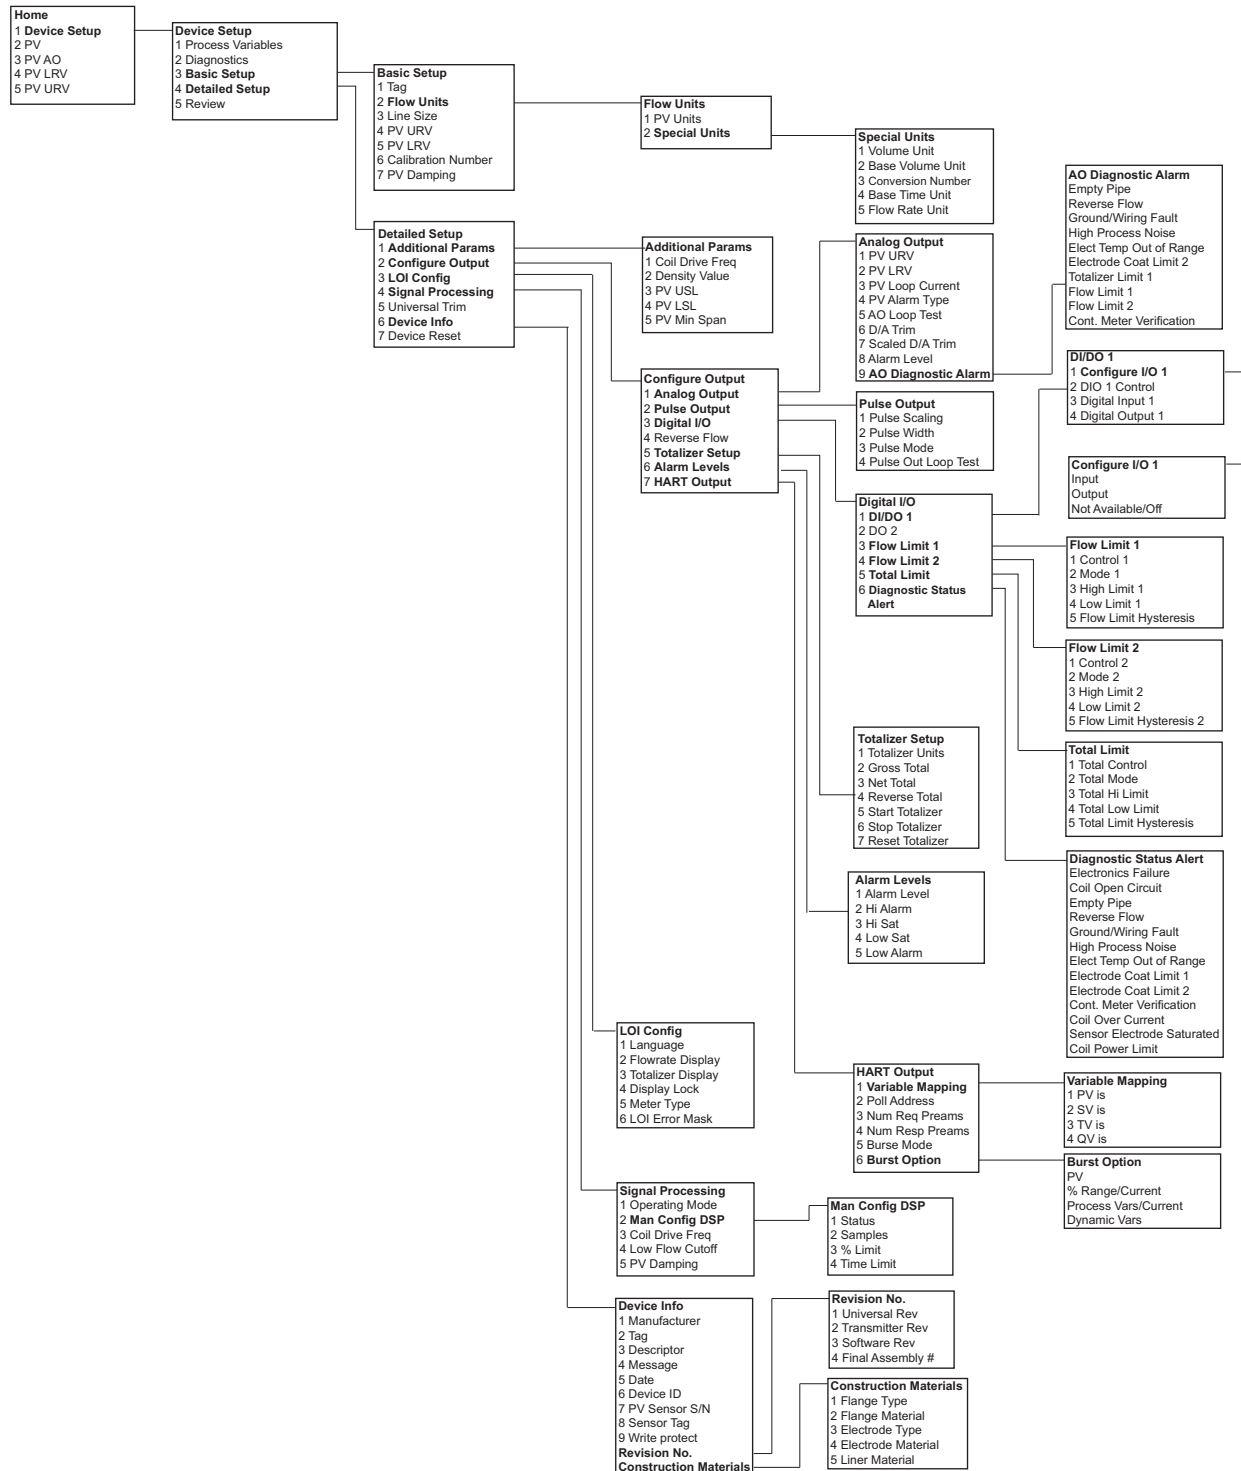 Home
1 Device Setup
2 PV
3 PV AO
4 PV LRV
5 PV URV
Device Setup
1 Process Variables
2 Diagnostics
3 Basic Setup
4 Detailed Setup
5 Review
Basic Setup
1 Tag
2 Flow Units
3 Line Size
4 PV URV
5 PV LRV
6 Calibration Number
7 PV Damping
Flow Units
1 PV Units
2 Special Units
Special Units
1 Volume Unit
2 Base Volume Unit
3 Conversion Number
4 Base Time Unit
5 Flow Rate Unit
Detailed Setup
1 Additional Params
2 Configure Output
3 LOI Config
4 Signal Processing
5 Universal Trim
6 Device Info
7 Device Reset
Additional Params
1 Coil Drive Freq
2 Density Value
3 PV USL
4 PV LSL
5 PV Min Span
Configure Output
1 Analog Output
2 Pulse Output
3 Digital I/O
4 Reverse Flow
5 Totalizer Setup
6 Alarm Levels
7 HART Output
Analog Output
1 PV URV
2 PV LRV
3 PV Loop Current
4 PV Alarm Type
5 AO Loop Test
6 D/A Trim
7 Scaled D/A Trim
8 Alarm Level
9 AO Diagnostic Alarm
AO Diagnostic Alarm
Empty Pipe
Reverse Flow
Ground/Wiring Fault
High Process Noise
Elect Temp Out of Range
Electrode Coat Limit 2
Totalizer Limit 1
Flow Limit 1
Flow Limit 2
Cont. Meter Verification
Pulse Output
1 Pulse Scaling
2 Pulse Width
3 Pulse Mode
4 Pulse Out Loop Test
Digital I/O
1 DI/DO 1
2 DO 2
3 Flow Limit 1
4 Flow Limit 2
5 Total Limit
6 Diagnostic Status
Alert
DI/DO 1
1 Configure I/O 1
2 DIO 1 Control
3 Digital Input 1
4 Digital Output 1
Configure I/O 1
Input
Output
Not Available/Off
Flow Limit 1
1 Control 1
2 Mode 1
3 High Limit 1
4 Low Limit 1
5 Flow Limit Hysteresis
Flow Limit 2
1 Control 2
2 Mode 2
3 High Limit 2
4 Low Limit 2
5 Flow Limit Hysteresis 2
Total Limit
1 Total Control
2 Total Mode
3 Total Hi Limit
4 Total Low Limit
5 Total Limit Hysteresis
Diagnostic Status Alert
Electronics Failure
Coil Open Circuit
Empty Pipe
Reverse Flow
Ground/Wiring Fault
High Process Noise
Elect Temp Out of Range
Electrode Coat Limit 1
Electrode Coat Limit 2
Cont. Meter Verification
Coil Over Current
Sensor Electrode Saturated
Coil Power Limit
Totalizer Setup
1 Totalizer Units
2 Gross Total
3 Net Total
4 Reverse Total
5 Start Totalizer
6 Stop Totalizer
7 Reset Totalizer
Alarm Levels
1 Alarm Level
2 Hi Alarm
3 Hi Sat
4 Low Sat
5 Low Alarm
HART Output
1 Variable Mapping
2 Poll Address
3 Num Req Preams
4 Num Resp Preams
5 Burse Mode
6 Burst Option
Variable Mapping
1 PV is
2 SV is
3 TV is
4 QV is
Burst Option
PV
% Range/Current
Process Vars/Current
Dynamic Vars
LOI Config
1 Language
2 Flowrate Display
3 Totalizer Display
4 Display Lock
5 Meter Type
6 LOI Error Mask
Signal Processing
1 Operating Mode
2 Man Config DSP
3 Coil Drive Freq
4 Low Flow Cutoff
5 PV Damping
Man Config DSP
1 Status
2 Samples
3 % Limit
4 Time Limit
Device Info
1 Manufacturer
2 Tag
3 Descriptor
4 Message
5 Date
6 Device ID
7 PV Sensor S/N
8 Sensor Tag
9 Write protect
Revision No.
Construction Materials
Revision No.
1 Universal Rev
2 Transmitter Rev
3 Software Rev
4 Final Assembly #
Construction Materials
1 Flange Type
2 Flange Material
3 Electrode Type
4 Electrode Material
5 Liner Material